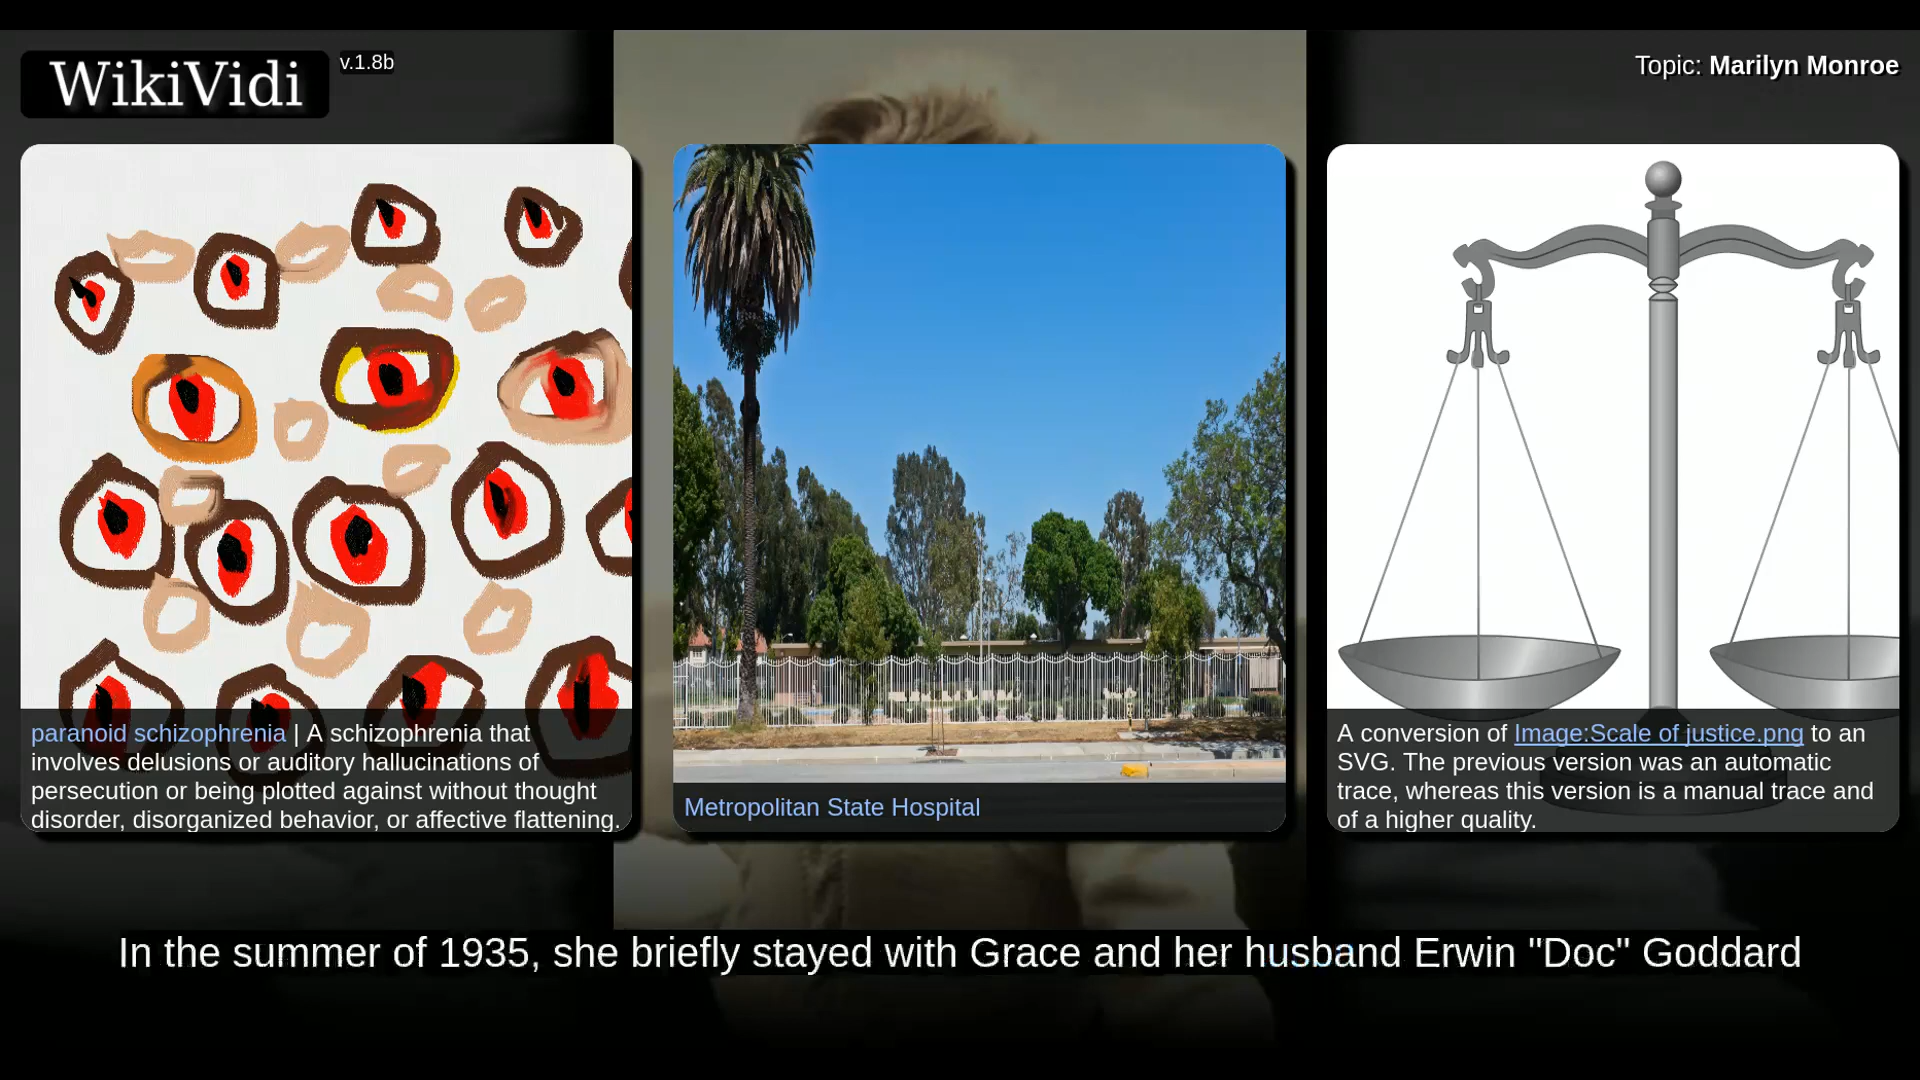 WikiVidi
v.1.8b
Topic: Marilyn Monroe
paranoid schizophrenia | A schizophrenia that
involves delusions or auditory hallucinations of
persecution or being plotted against without thought
disorder, disorganized behavior, or affective flattening.
Metropolitan State Hospital
A conversion of Image:Scale of justice.png to an
SVG. The previous version was an automatic
trace, whereas this version is a manual trace and
of a higher quality.
In the summer of 1935, she briefly stayed with Grace and her husband Erwin "Doc" Goddard